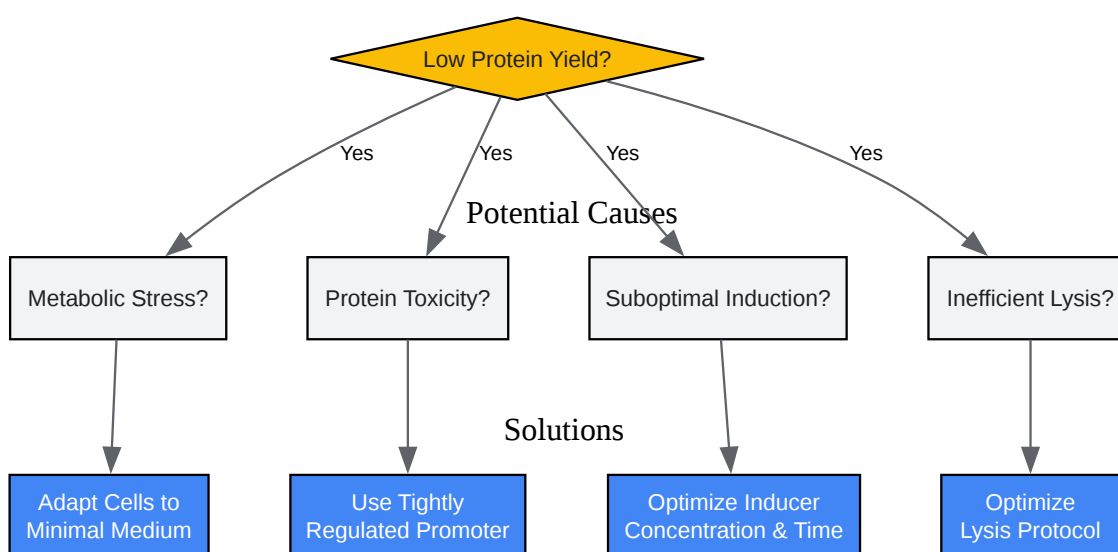 Low Protein Yield?
Yes
Yes
Yes
Yes
Potential Causes
Metabolic Stress?
Protein Toxicity?
Suboptimal Induction?
Inefficient Lysis?
Solutions
Adapt Cells to
Minimal Medium
Use Tightly
Regulated Promoter
Optimize Inducer
Concentration & Time
Optimize
Lysis Protocol